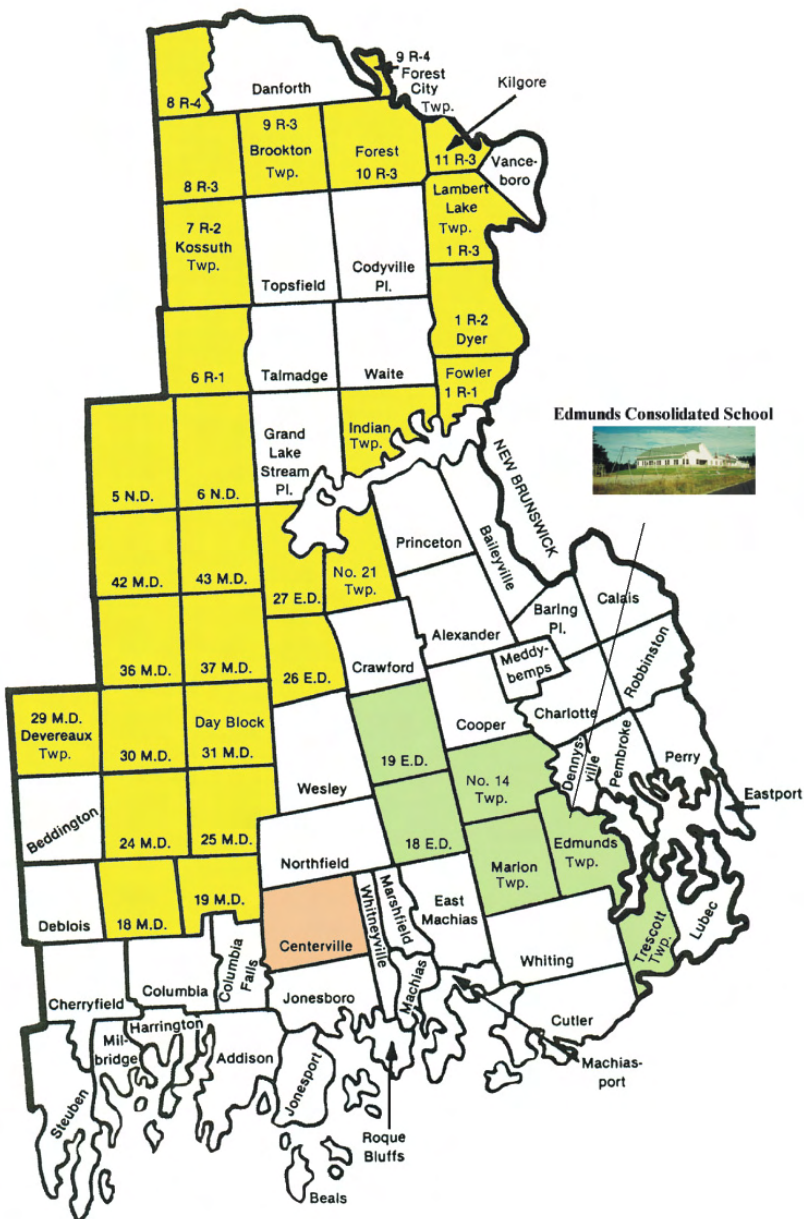 9 R-4
Forest
City
Twp.
Kilgore
8 R-4
Danforth
9 R-3
Brookton
Twp.
Forest
10 R-3
11 R-3
Vance-
boro
8 R-3
Lambert
Lake
Twp.
1 R-3
7 R-2
Kossuth
Twp.
Topsfield
Codyville
Pl.
1 R-2
Dyer
6 R-1
Talmadge
Waite
Fowler
1 R-1
Edmunds Consolidated School
Indian
Twp.
Grand
Lake
Stream
Pl.
NEW BRUNSWICK
5 N.D.
6 N.D.
Princeton
Baileyville
42 M.D.
43 M.D.
27 E.D.
No. 21
Twp.
Calais
Baring
Pl.
Alexander
Robbinston
36 M.D.
37 M.D.
26 E.D.
Crawford
Meddy-
bemps
Charlotte
29 M.D.
Devereaux
Twp.
30 M.D.
Day Block
31 M.D.
Cooper
19 E.D.
Wesley
No. 14
Twp.
Dennys-
ville
Pembroke
Perry
Eastport
Beddington
24 M.D.
25 M.D.
18 E.D.
Edmunds
Twp.
Northfield
Marion
Twp.
Deblois
18 M.D.
19 M.D.
Centerville
Whitneyville
Marshfield
East
Machias
Whiting
Trescott
Twp.
Lubec
Cherryfield
Columbia
Columbia
Falls
Jonesboro
Machias
Cutler
Machias-
port
Mil-
bridge
Harrington
Addison
Jonesport
Steuben
Roque
Bluffs
Beals